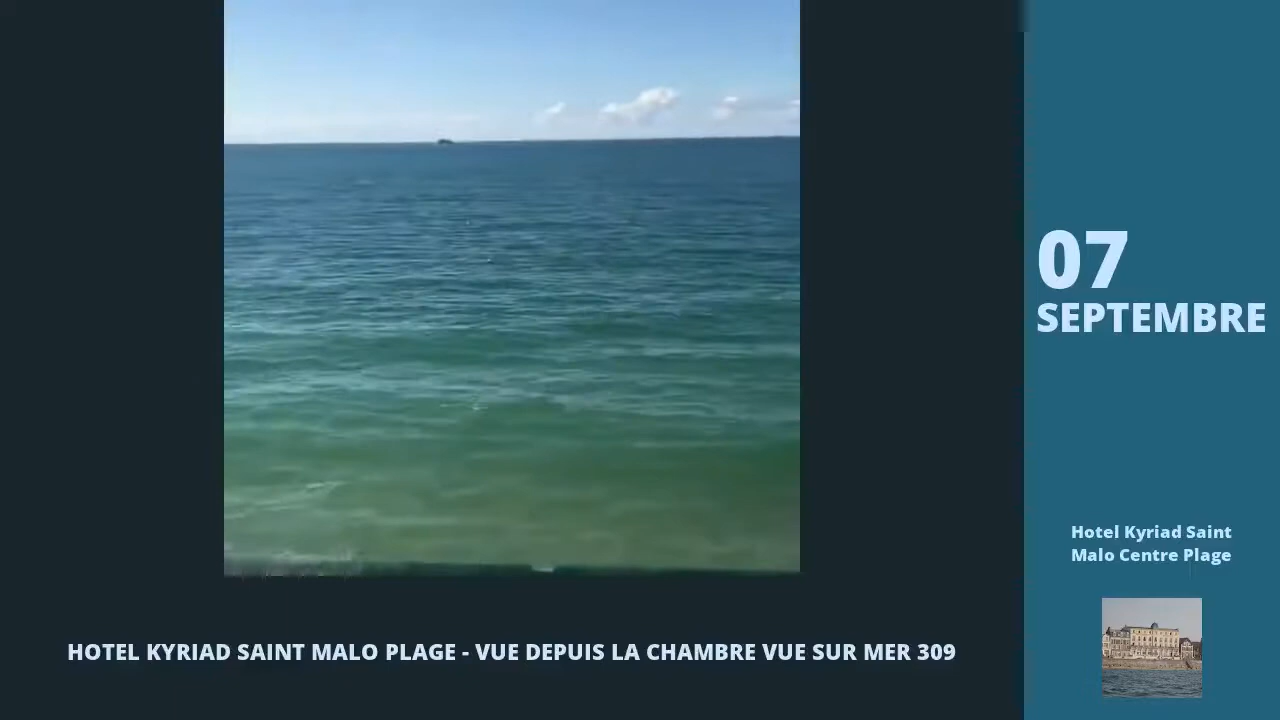 07
SEPTEMBRE
Hotel Kyriad Saint
Malo Centre Plage
HOTEL KYRIAD SAINT MALO PLAGE - VUE DEPUIS LA CHAMBRE VUE SUR MER 309